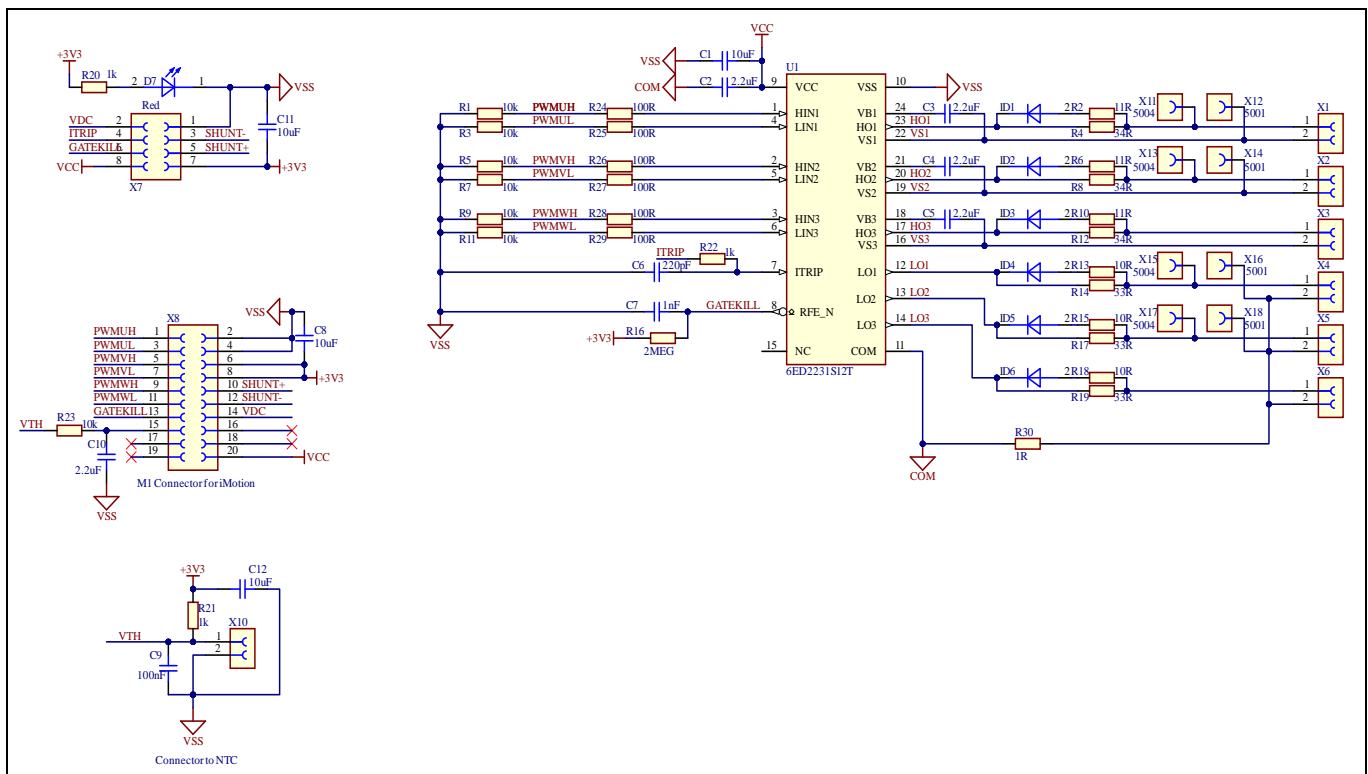 +3V3
R20 1k
2 D7 1
VSS
Red
C11
10uF
VDC 2 1
ITRIP 4 3 SHUNT-
GATEKILL 6 5 SHUNT+
VCC 8 7 +3V3
X7
VSS
X8
C8
10uF
PWMUH 1 2
PWMUL 3 4
PWMVH 5 6
PWMVL 7 8 +3V3
PWMWH 9 10 SHUNT+
PWMWL 11 12 SHUNT-
GATEKILL 13 14 VDC
VTH R23 10k 15 16
17 18
19 20 VCC
C10
2.2uF
VSS
M1 Connector for iMotion
+3V3
C12
10uF
R21
1k
X10
VTH 1
2
C9
100nF
VSS
Connector to NTC
VCC
VSS C1 10uF
COM C2 2.2uF
U1
9 VCC VSS 10 VSS
R1 10k PWMUH R24 100R 1 HIN1
R3 10k PWMUL R25 100R 4 LIN1
R5 10k PWMVH R26 100R 2 HIN2
R7 10k PWMVL R27 100R 5 LIN2
R9 10k PWMWH R28 100R 3 HIN3
R11 10k PWMWL R29 100R 6 LIN3
ITRIP R22 1k
C6 220pF 7 ITRIP
C7 1nF GATEKILL 8 RFE_N
+3V3 R16
2MEG
VSS
15 NC
6ED2231S12T
VB1 24 C3 2.2uF
HO1 23 HO1
VS1 22 VS1
ID1 2 R2 11R
R4 34R
X11
5004
X12
5001
X1
1
2
VB2 21 C4 2.2uF
HO2 20 HO2
VS2 19 VS2
ID2 2 R6 11R
R8 34R
X13
5004
X14
5001
X2
1
2
VB3 18 C5 2.2uF
HO3 17 HO3
VS3 16 VS3
ID3 2 R10 11R
R12 34R
X3
1
2
LO1 12 LO1
ID4 2 R13 10R
R14 33R
X15
5004
X16
5001
X4
1
2
LO2 13 LO2
ID5 2 R15 10R
R17 33R
X17
5004
X18
5001
X5
1
2
LO3 14 LO3
ID6 2 R18 10R
R19 33R
X6
1
2
COM 11
R30
1R
COM